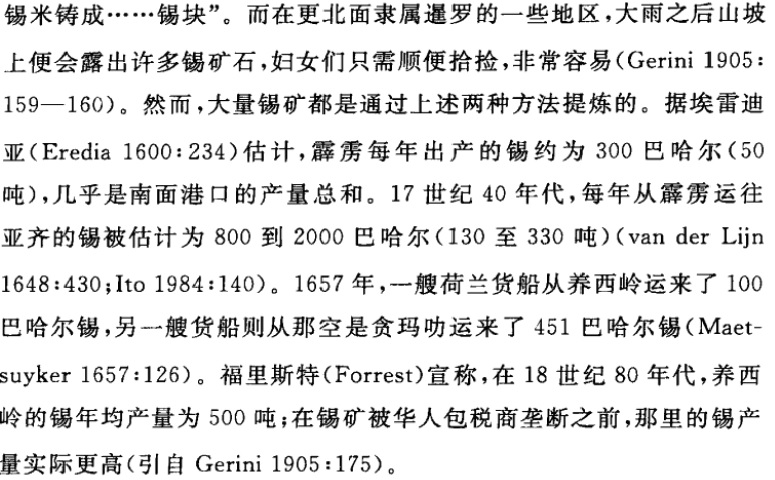 锡米铸成……锡块”。而在更北面隶属暹罗的一些地区,大雨之后山坡
上便会露出许多锡矿石,妇女们只需顺便拾捡,非常容易(Gerini 1905:
159—160)。然而,大量锡矿都是通过上述两种方法提炼的。据埃雷迪
亚(Eredia 1600:234)估计,霹雳每年出产的锡约为 300 巴哈尔(50
吨),几乎是南面港口的产量总和。17 世纪 40 年代,每年从霹雳运往
亚齐的锡被估计为 800 到 2000 巴哈尔(130 至 330 吨)(van der Lijn
1648:430;Ito 1984:140)。1657 年,一艘荷兰货船从养西岭运来了 100
巴哈尔锡,另一艘货船则从那空是贪玛叻运来了 451 巴哈尔锡(Maet-
suyker 1657:126)。福里斯特(Forrest)宣称,在 18 世纪 80 年代,养西
岭的锡年均产量为 500 吨;在锡矿被华人包税商垄断之前,那里的锡产
量实际更高(引自 Gerini 1905:175)。